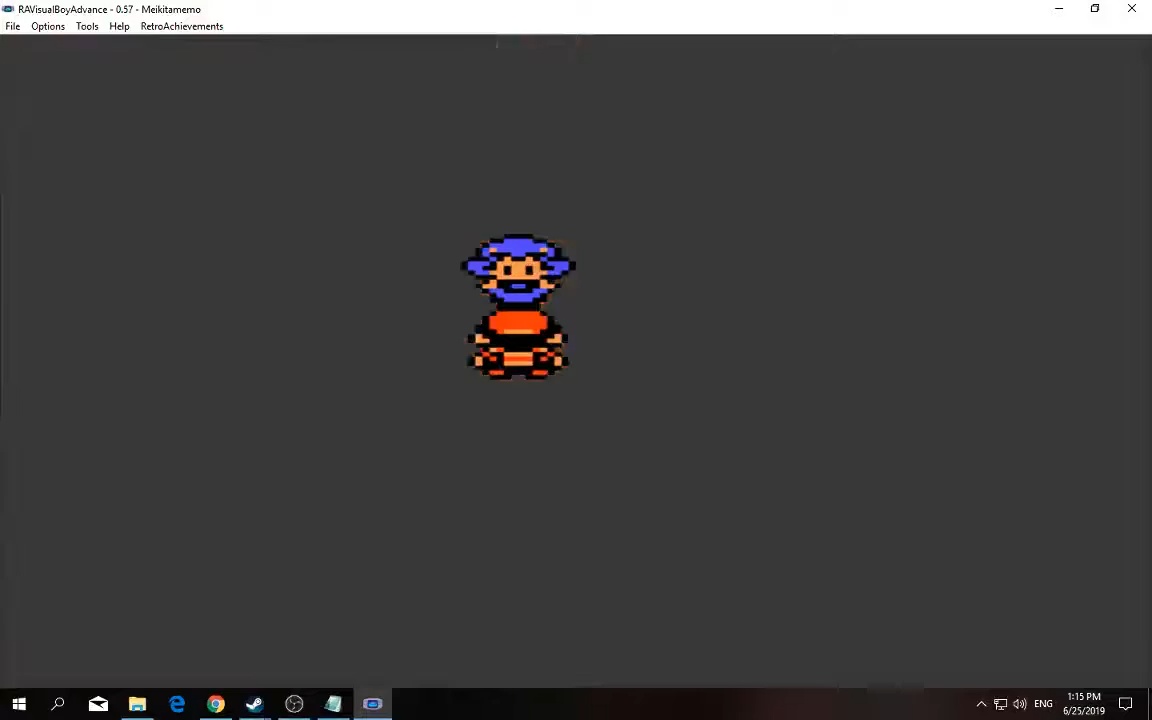 RAVisualBoyAdvance - 0.57 - Meikitamemo
File Options Tools Help RetroAchievements
ENG
1:15 PM
6/25/2019